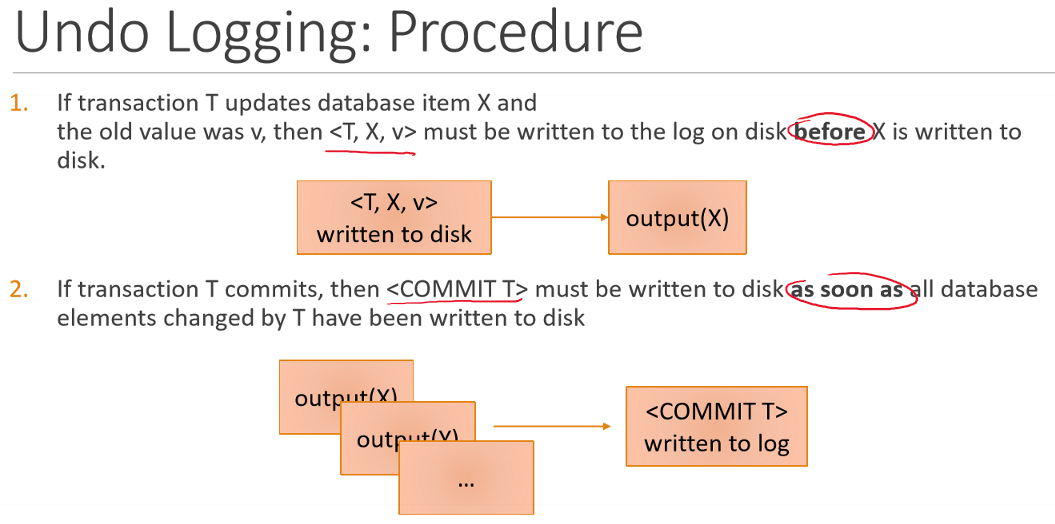 Undo Logging: Procedure
1. If transaction T updates database item X and
the old value was v, then <T, X, v> must be written to the log on disk before X is written to
disk.
<T, X, v>
written to disk
output(X)
2. If transaction T commits, then <COMMIT T> must be written to disk as soon as all database
elements changed by T have been written to disk
output(X)
output(Y)
...
<COMMIT T>
written to log